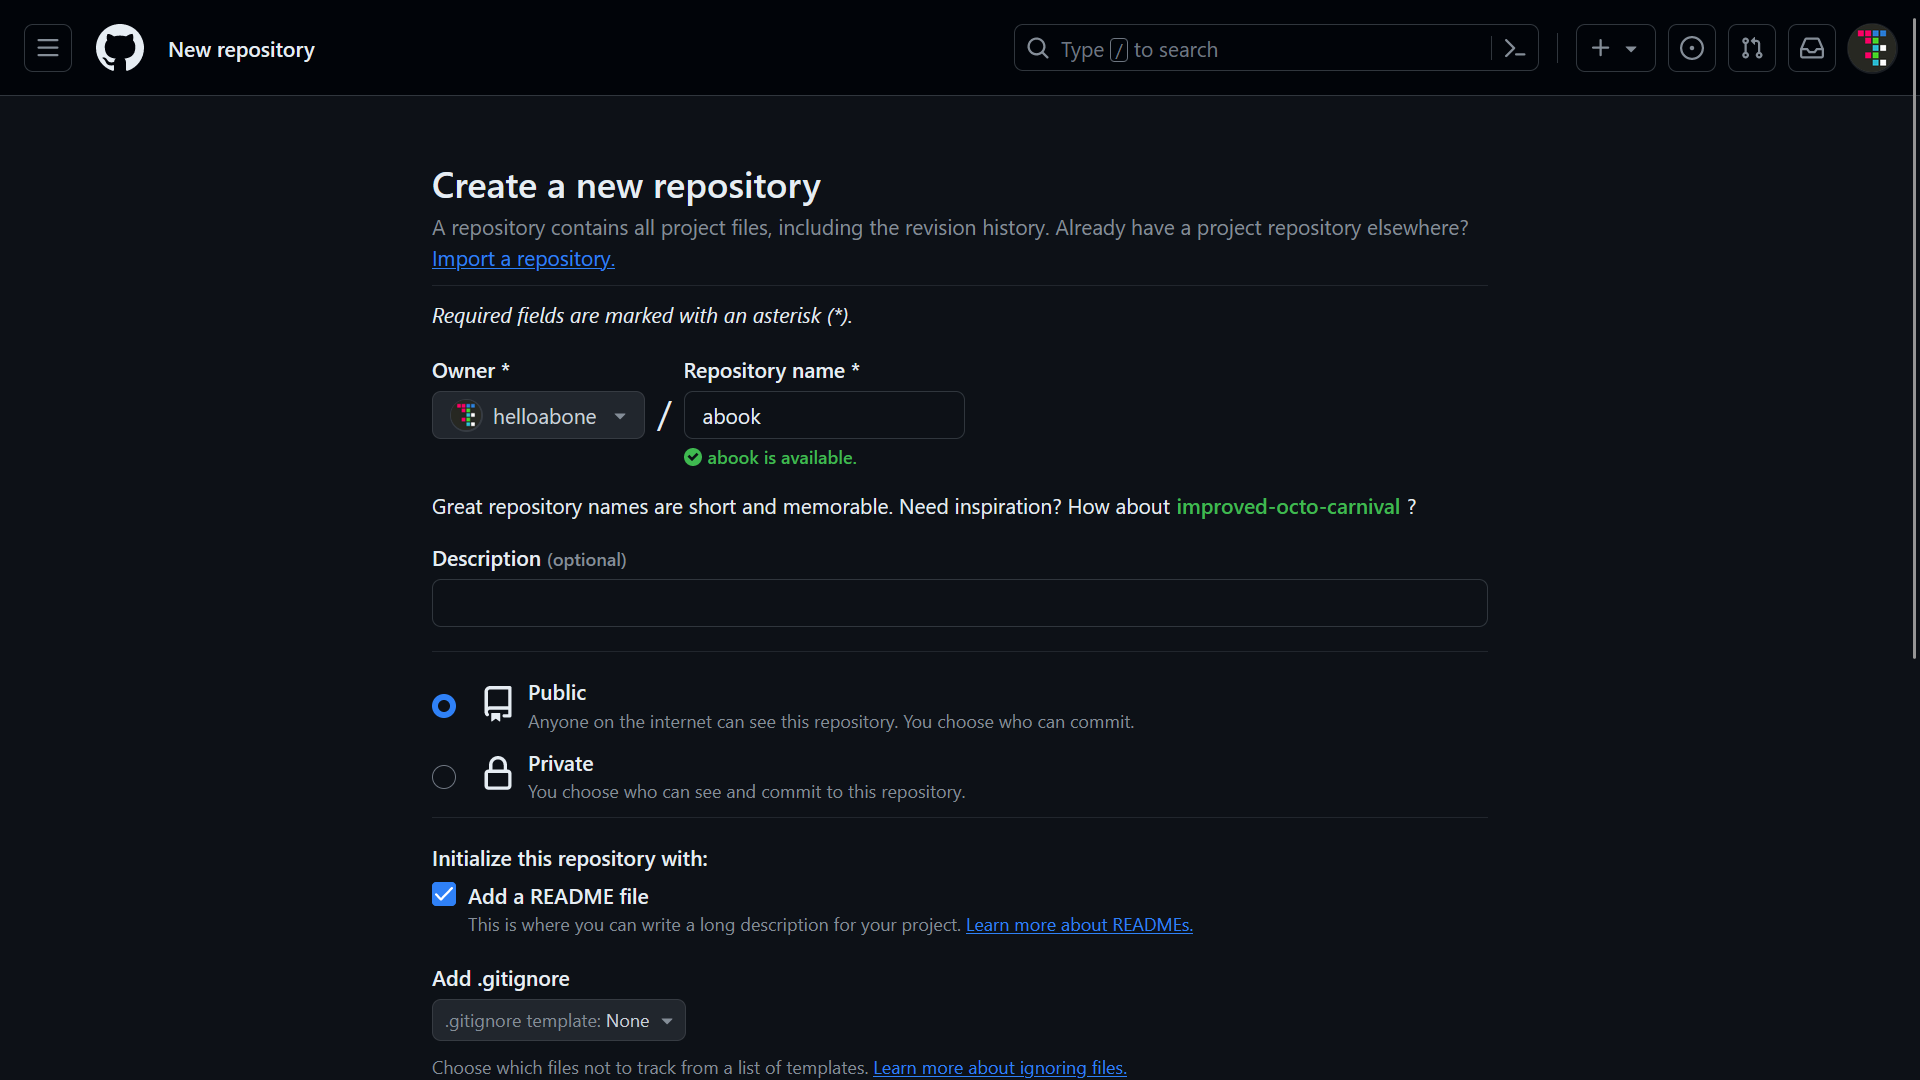 New repository
Type / to search
Create a new repository
A repository contains all project files, including the revision history. Already have a project repository elsewhere?
Import a repository.
Required fields are marked with an asterisk (*).
Owner *
Repository name *
helloabone
/
abook
abook is available.
Great repository names are short and memorable. Need inspiration? How about improved-octo-carnival ?
Description (optional)
Public
Anyone on the internet can see this repository. You choose who can commit.
Private
You choose who can see and commit to this repository.
Initialize this repository with:
Add a README file
This is where you can write a long description for your project. Learn more about READMEs.
Add .gitignore
.gitignore template: None
Choose which files not to track from a list of templates. Learn more about ignoring files.